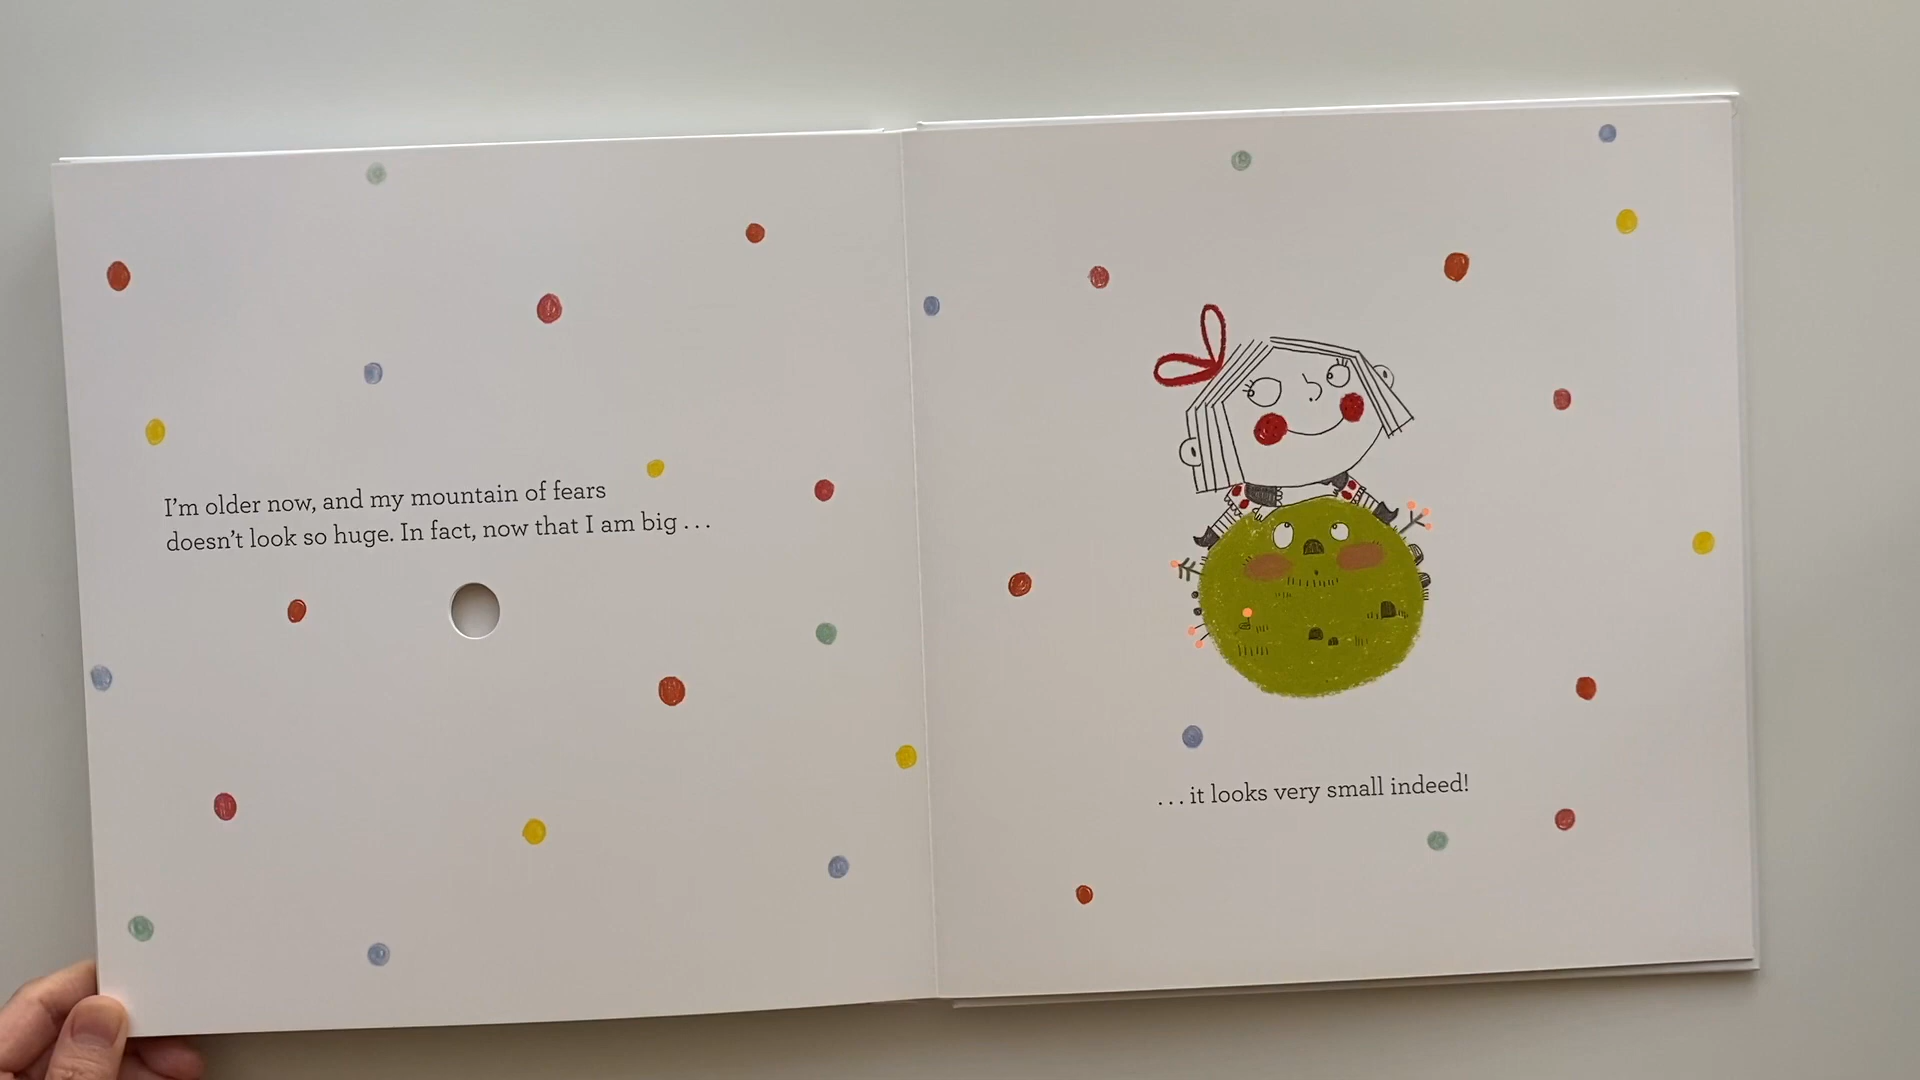 I'm older now, and my mountain of fears
doesn't look so huge. In fact, now that I am big . . .
. . . it looks very small indeed!